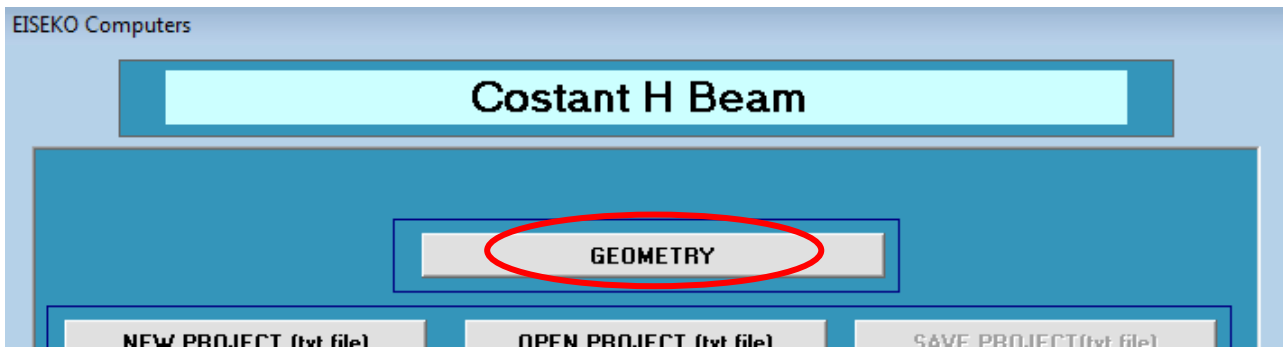 EISEKO Computers
Costant H Beam
GEOMETRY
NEW PROJECT (txt file) OPEN PROJECT (txt file) SAVE PROJECT(txt file)